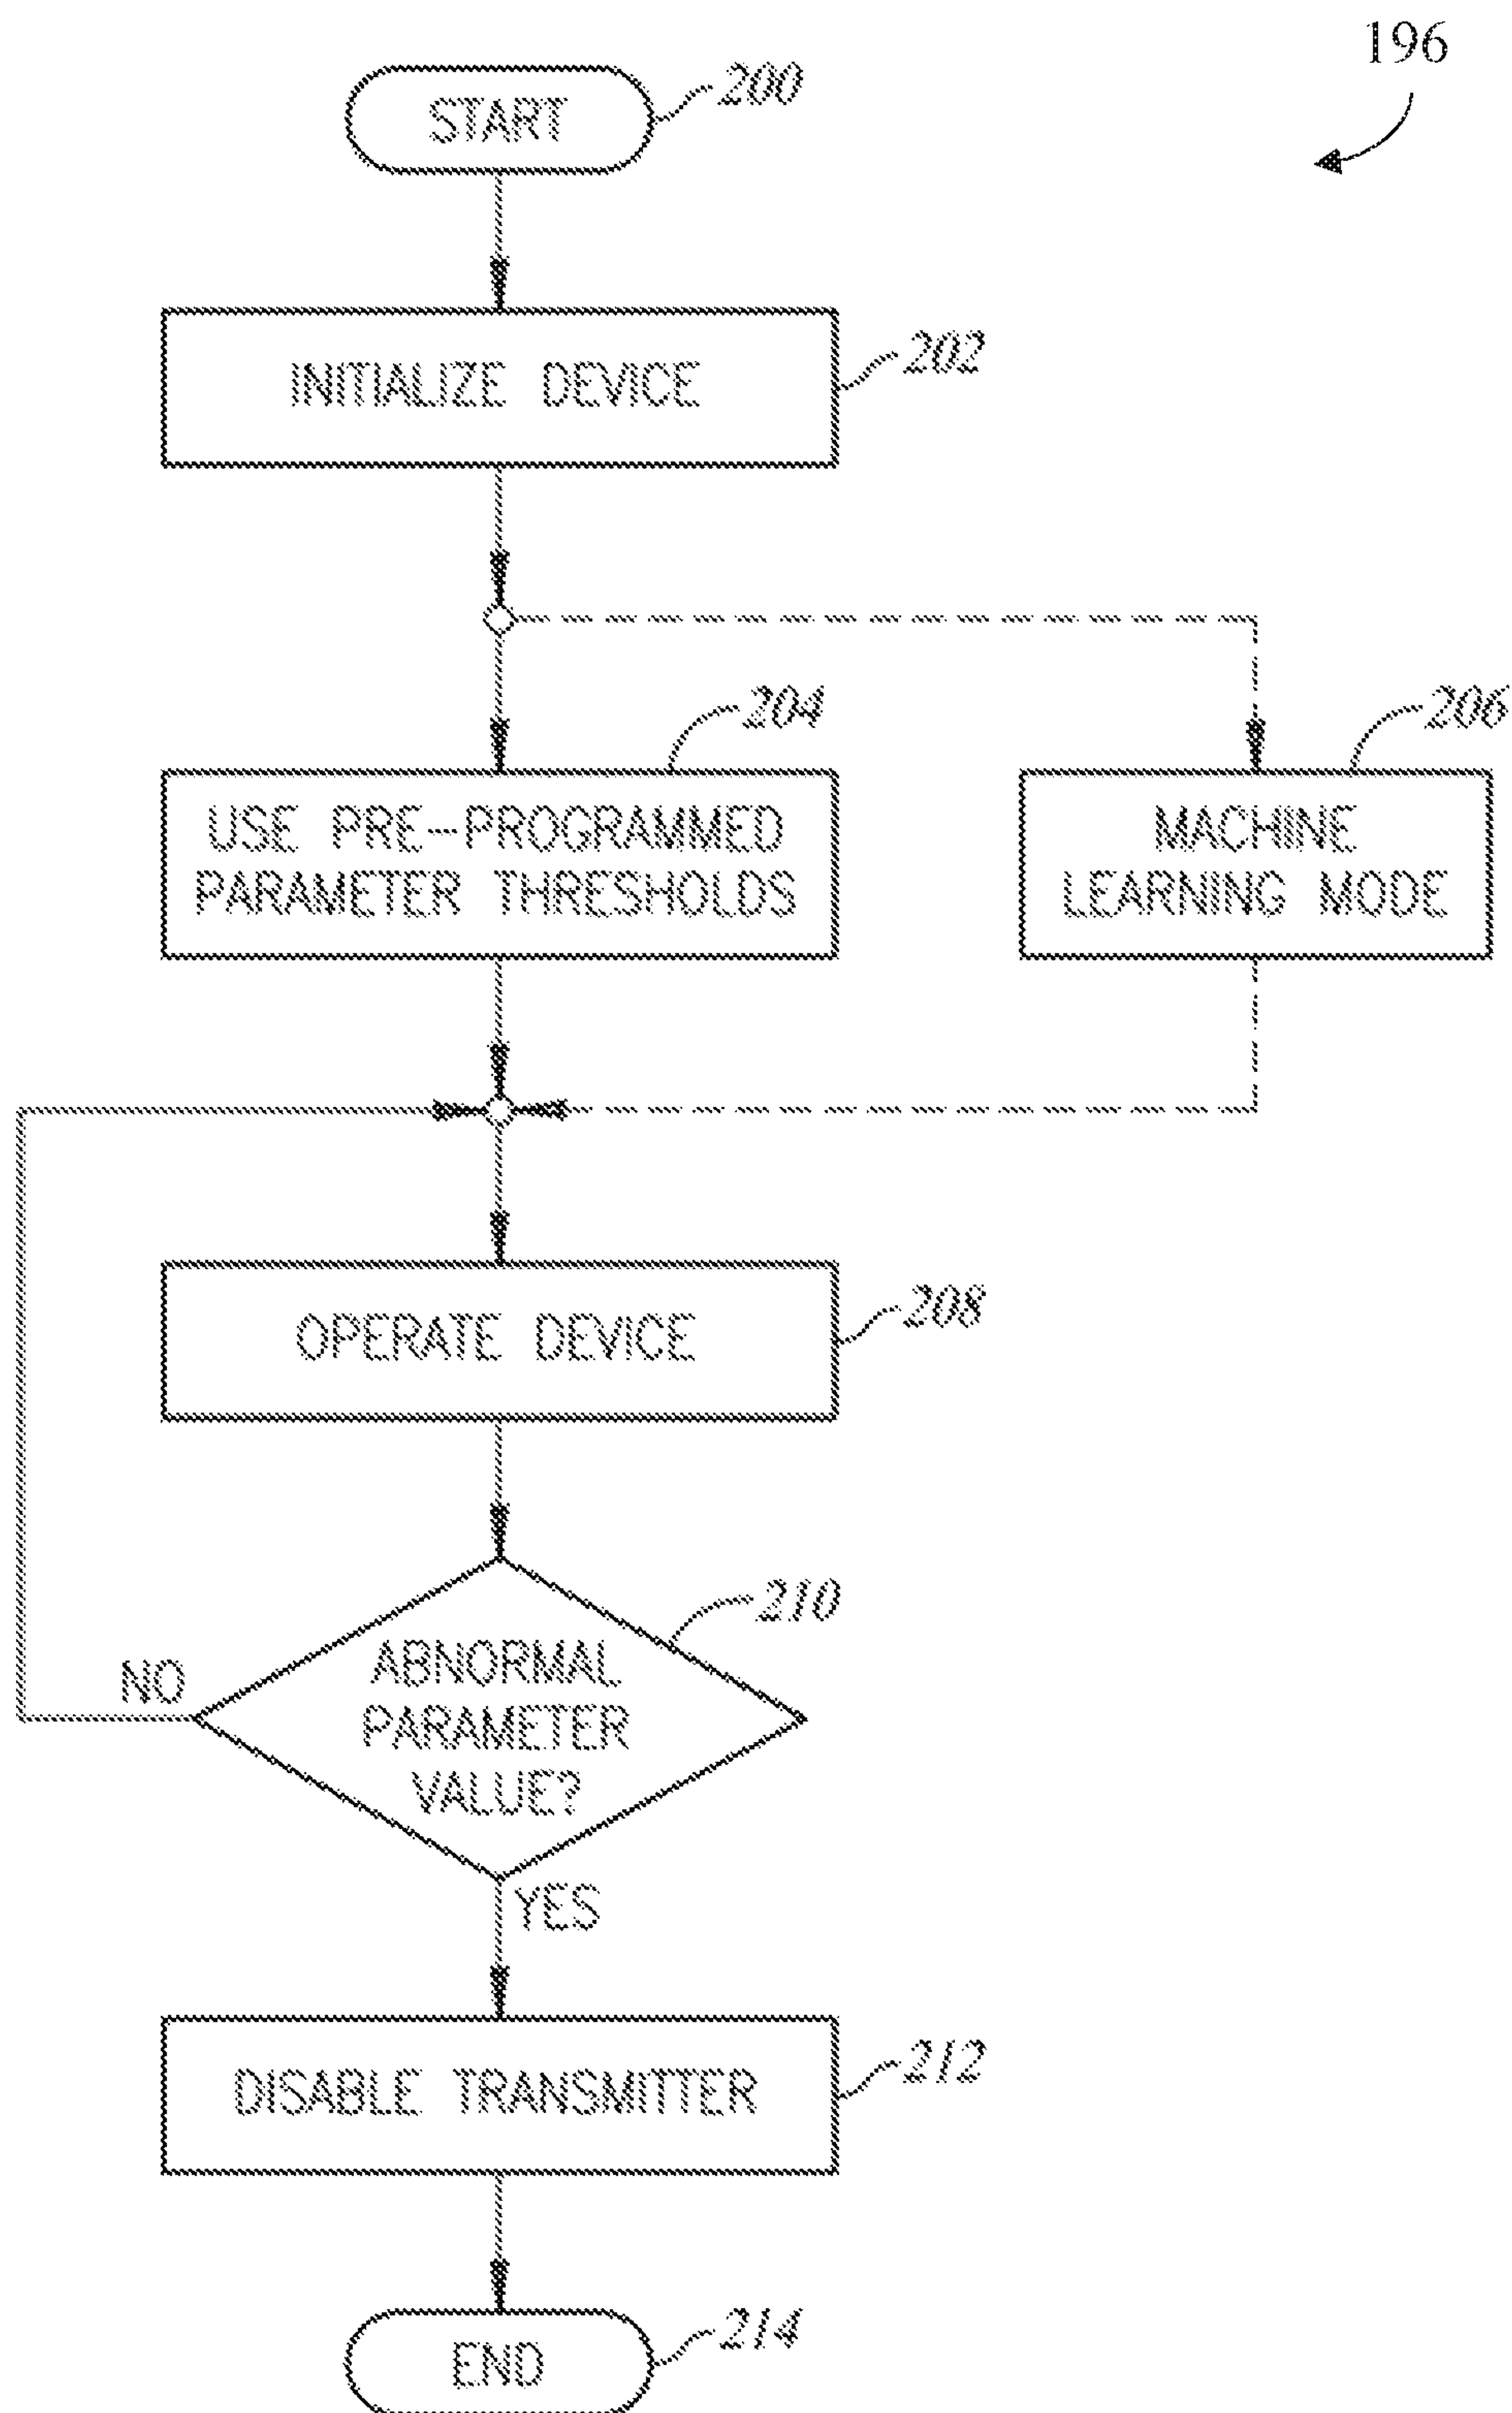 196
START
200
INITIALIZE DEVICE
202
204
206
USE PRE-PROGRAMMED
PARAMETER THRESHOLDS
MACHINE
LEARNING MODE
OPERATE DEVICE
208
210
ABNORMAL
PARAMETER
VALUE?
NO
YES
DISABLE TRANSMITTER
212
END
214